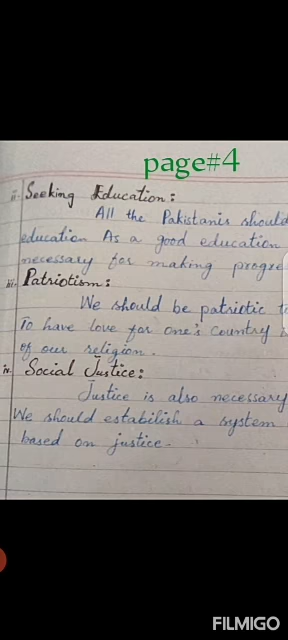 page#4
ii. Seeking Education:
All the Pakistanis should
education As a good education
necessary for making progre
iii. Patriotism:
We should be patriotic t
To have love for one's country
of our religion.
iv. Social Justice:
Justice is also necessary
We should estabilish a system
based on justice.
FILMIGO